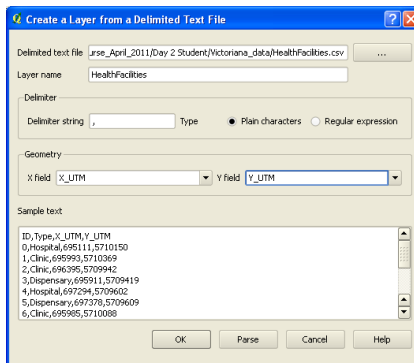 Create a Layer from a Delimited Text File
Delimited text file urse_April_2011/Day 2 Student/Victoriana_data/HealthFacilities.csv ...
Layer name HealthFacilities
Delimiter
Delimiter string , Type Plain characters Regular expression
Geometry
X field X_UTM Y field Y_UTM
Sample text
ID,Type,X_UTM,Y_UTM
0,Hospital,695111,5710150
1,Clinic,695993,5710369
2,Clinic,696395,5709942
3,Dispensary,695911,5709419
4,Hospital,697294,5709602
5,Dispensary,697378,5709609
6,Clinic,695985,5710088
OK Parse Cancel Help